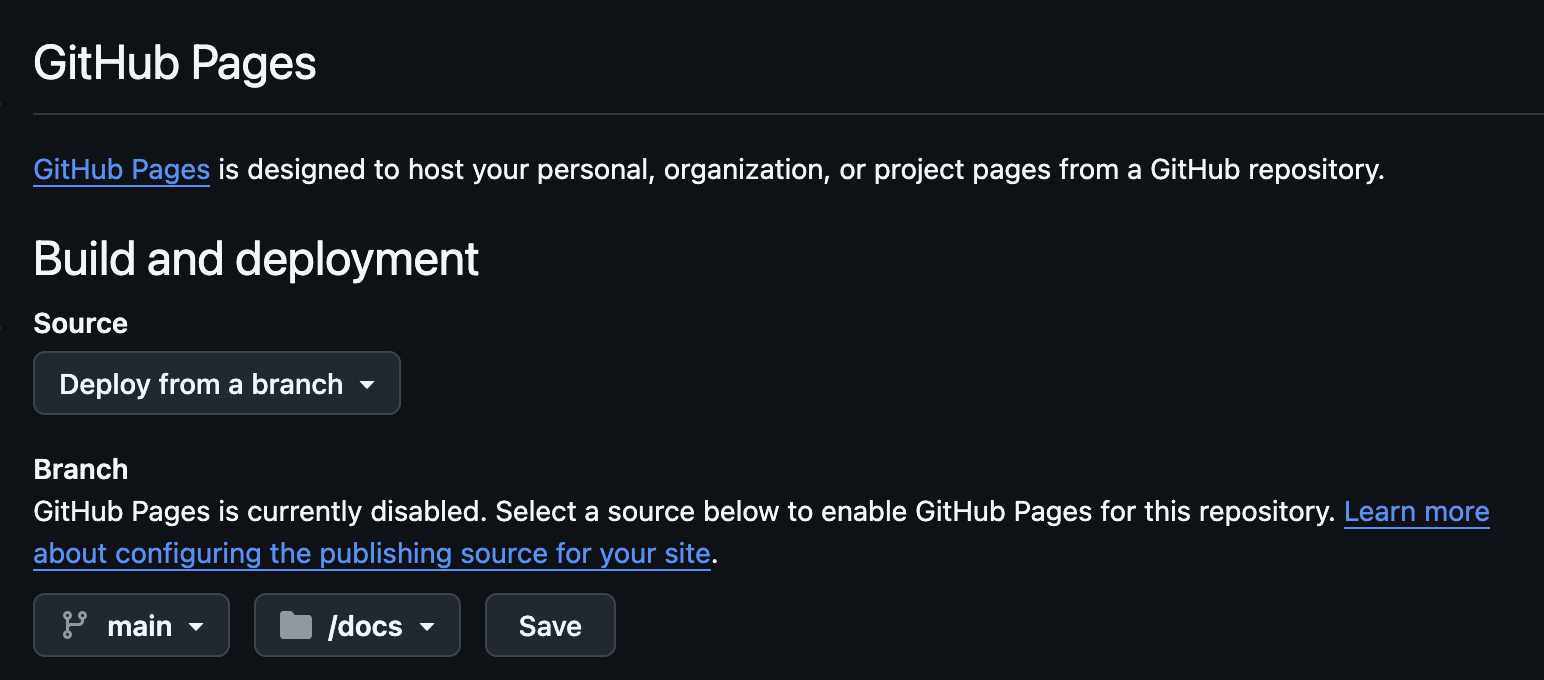 GitHub Pages
GitHub Pages is designed to host your personal, organization, or project pages from a GitHub repository.
Build and deployment
Source
Deploy from a branch
Branch
GitHub Pages is currently disabled. Select a source below to enable GitHub Pages for this repository. Learn more
about configuring the publishing source for your site.
main /docs Save